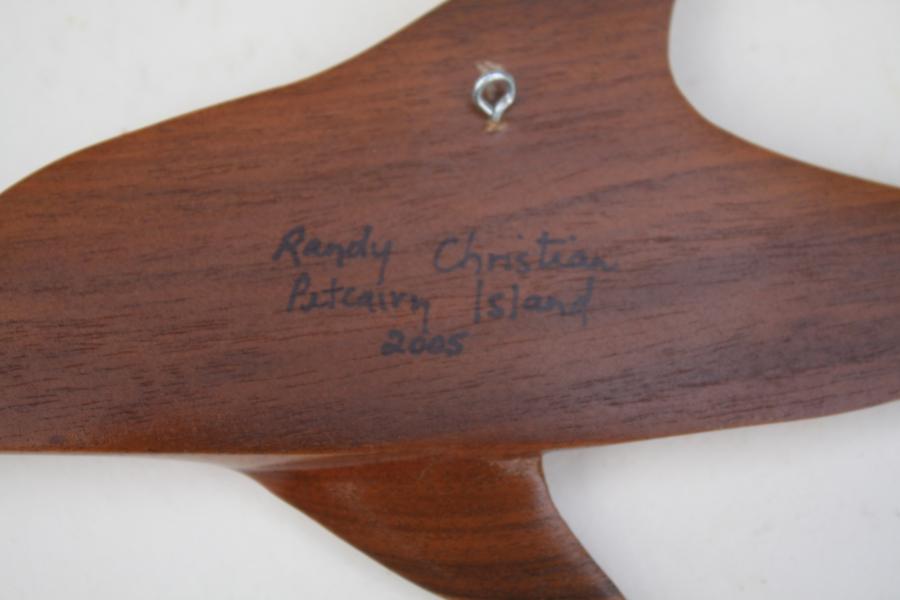 Randy Christian
Pitcairn Island
2005